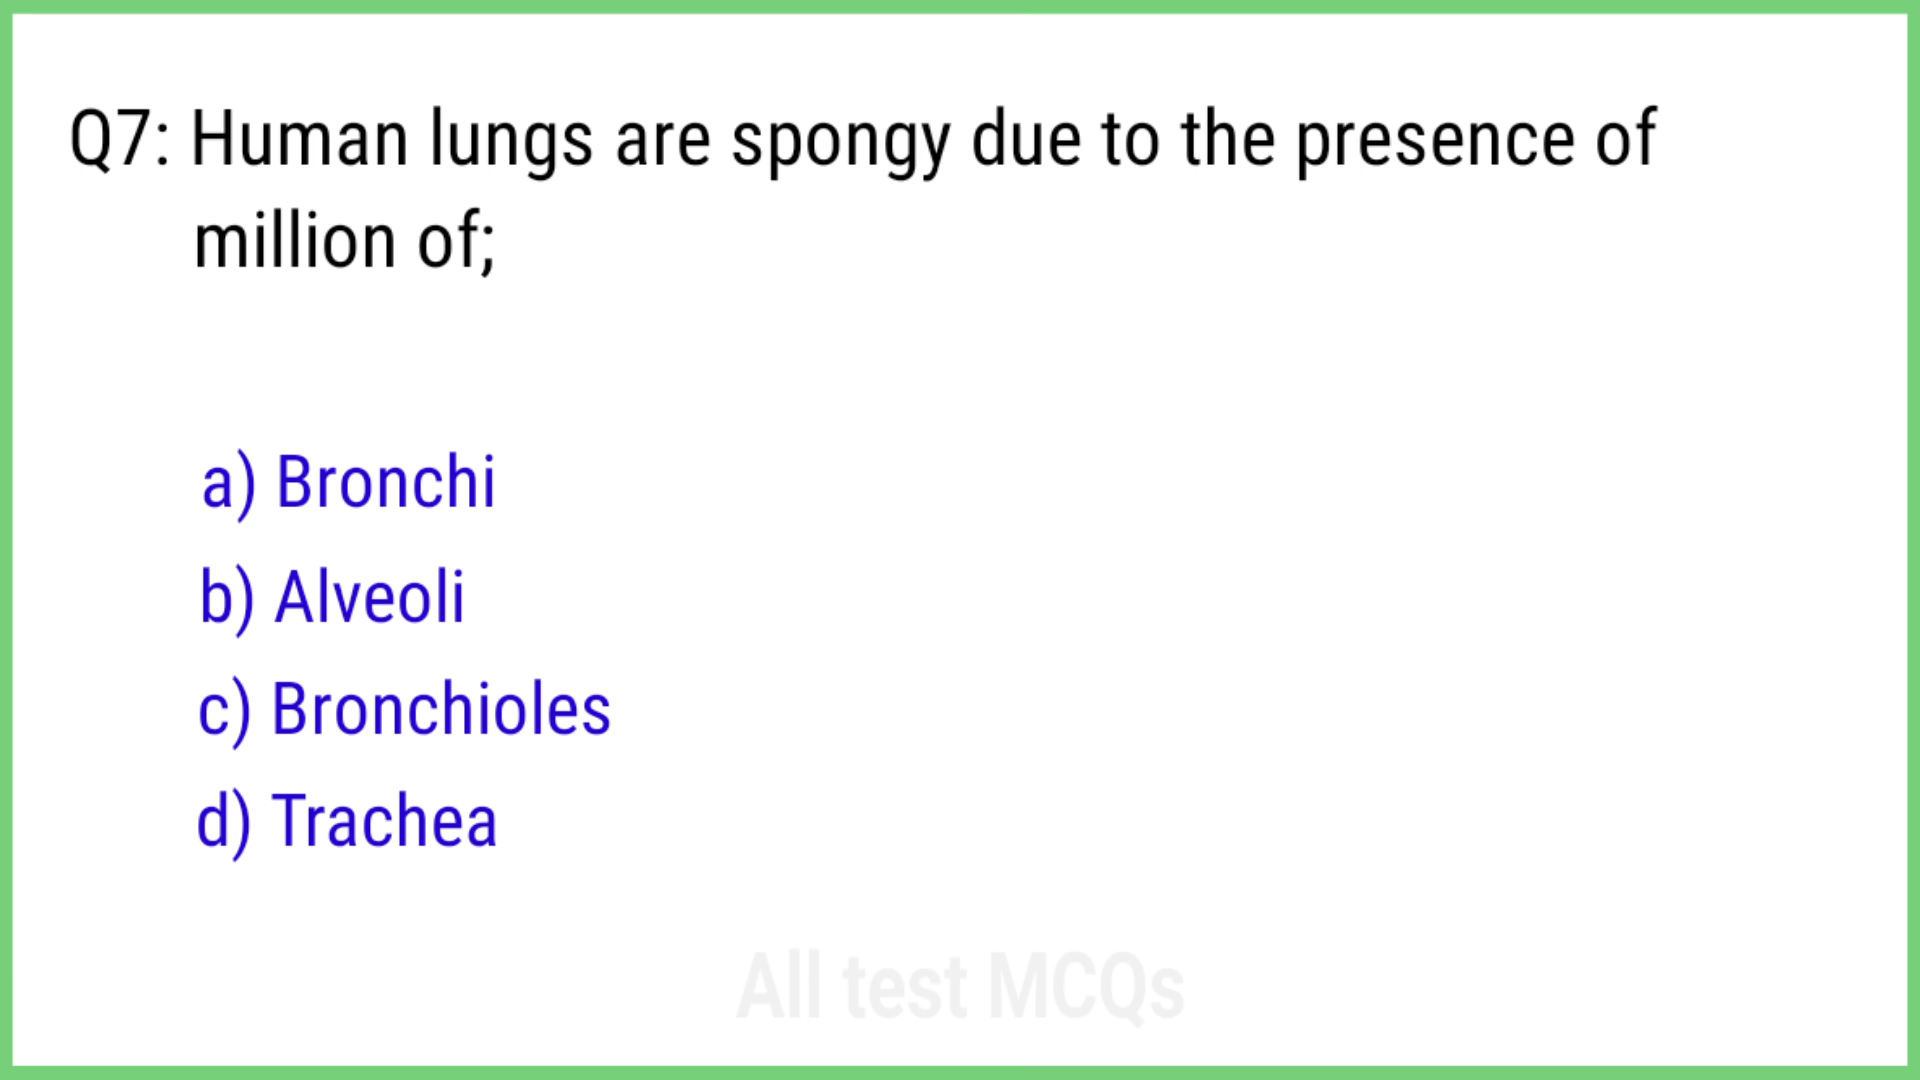 Q7: Human lungs are spongy due to the presence of
million of;
a) Bronchi
b) Alveoli
c) Bronchioles
d) Trachea
All test MCQs